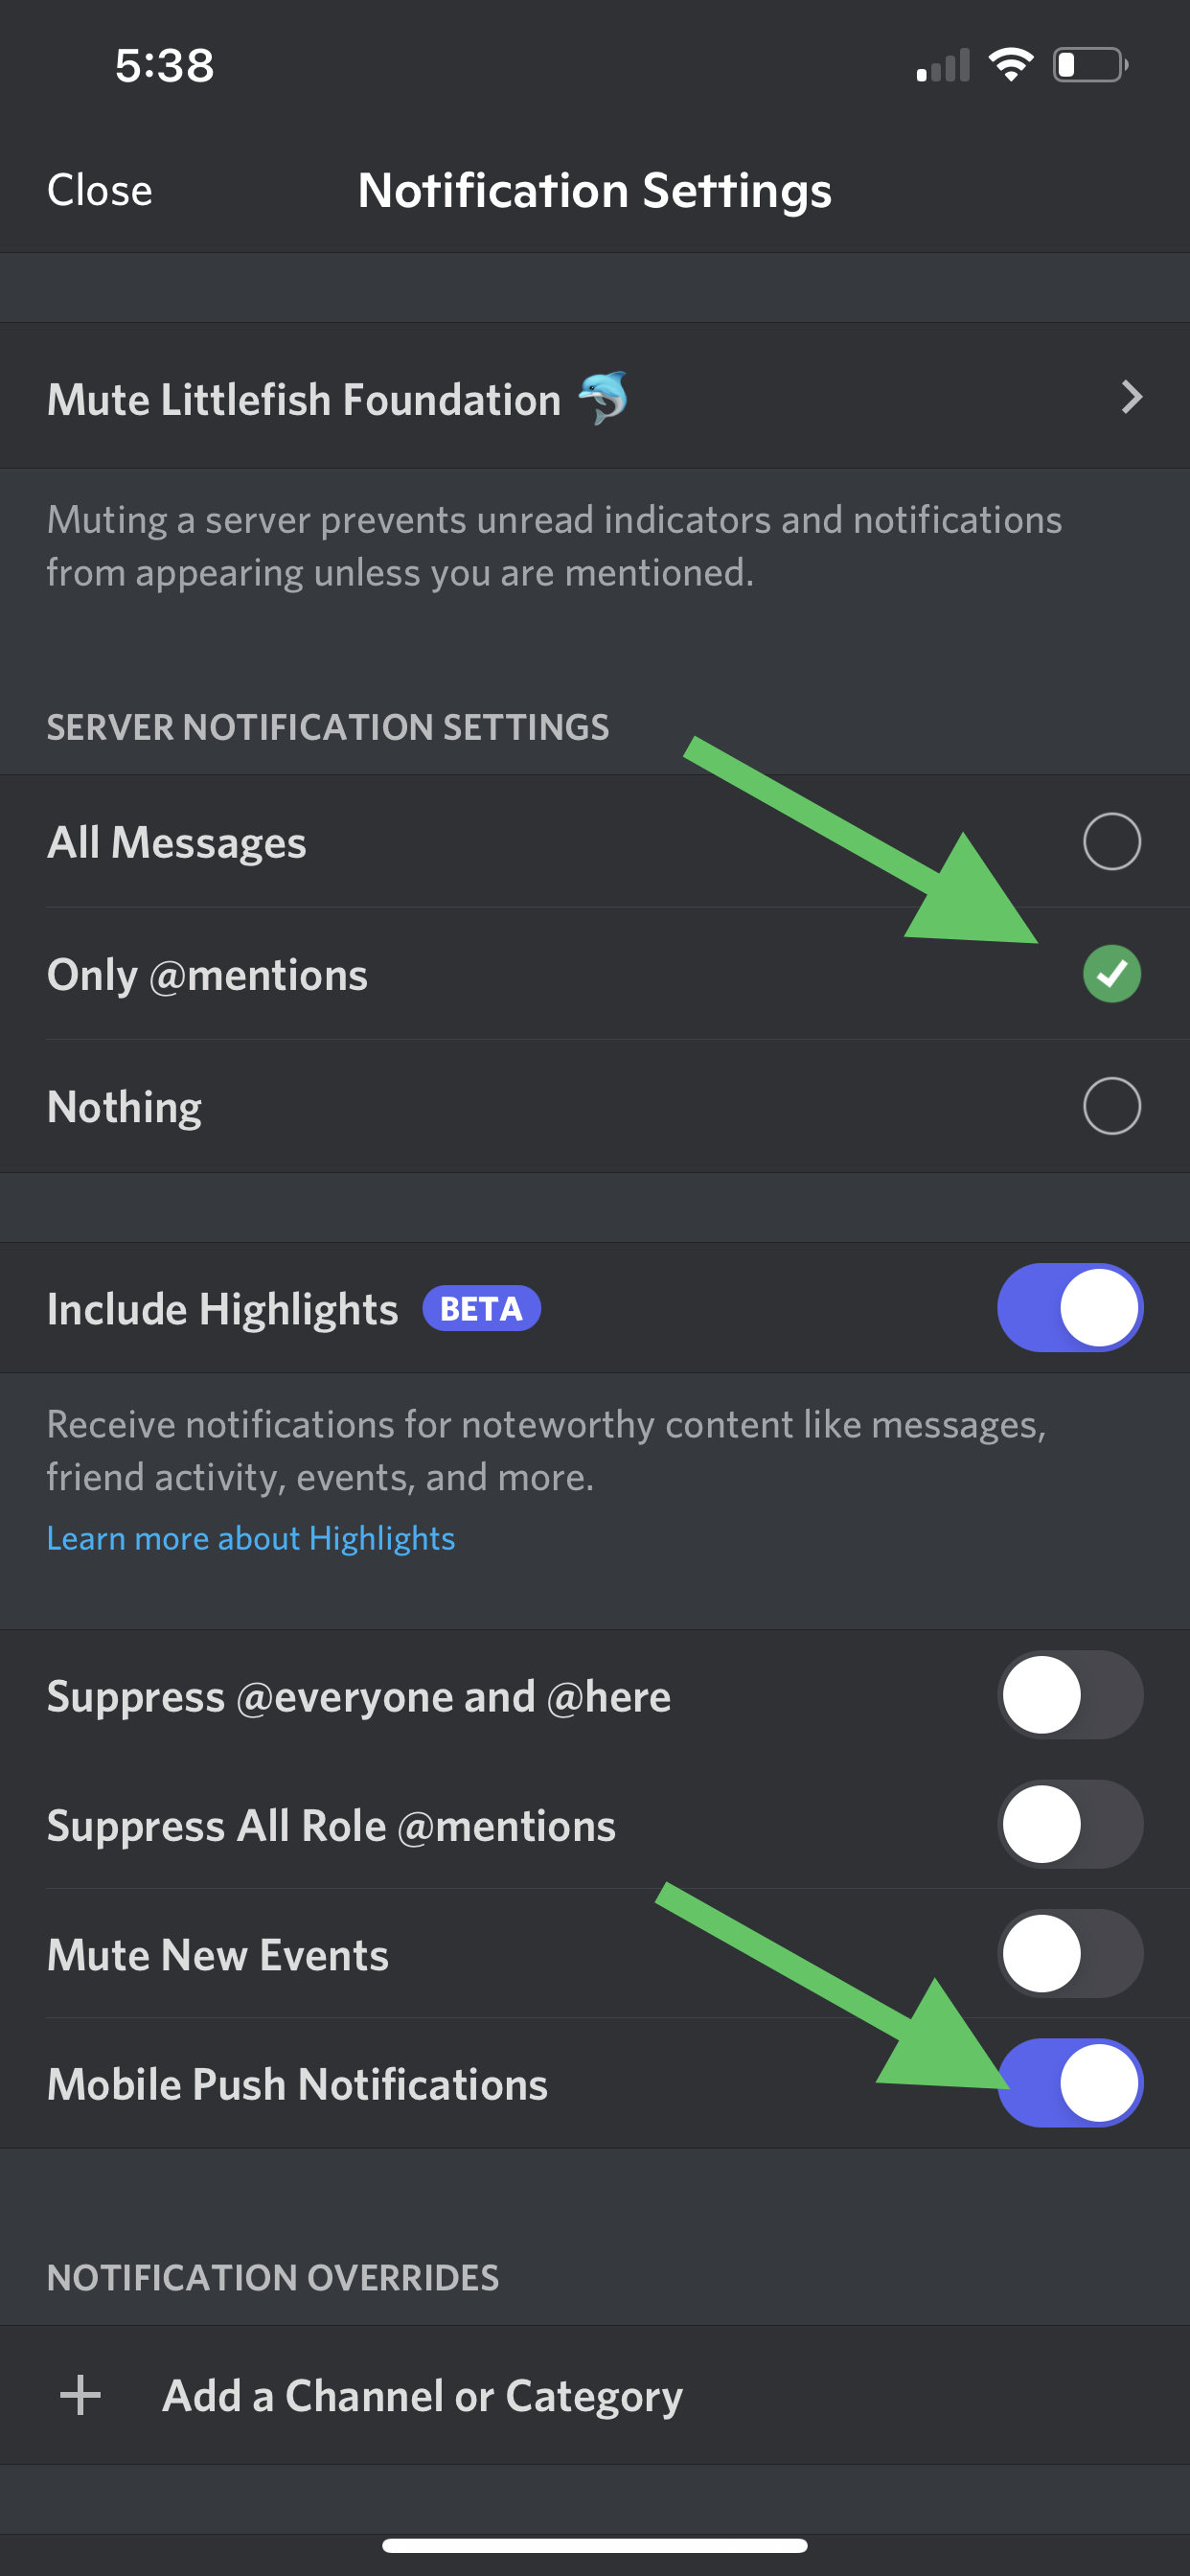 5:38
Close
Notification Settings
Mute Littlefish Foundation 🐬
Muting a server prevents unread indicators and notifications
from appearing unless you are mentioned.
SERVER NOTIFICATION SETTINGS
All Messages
Only @mentions
Nothing
Include Highlights BETA
Receive notifications for noteworthy content like messages,
friend activity, events, and more.
Learn more about Highlights
Suppress @everyone and @here
Suppress All Role @mentions
Mute New Events
Mobile Push Notifications
NOTIFICATION OVERRIDES
Add a Channel or Category